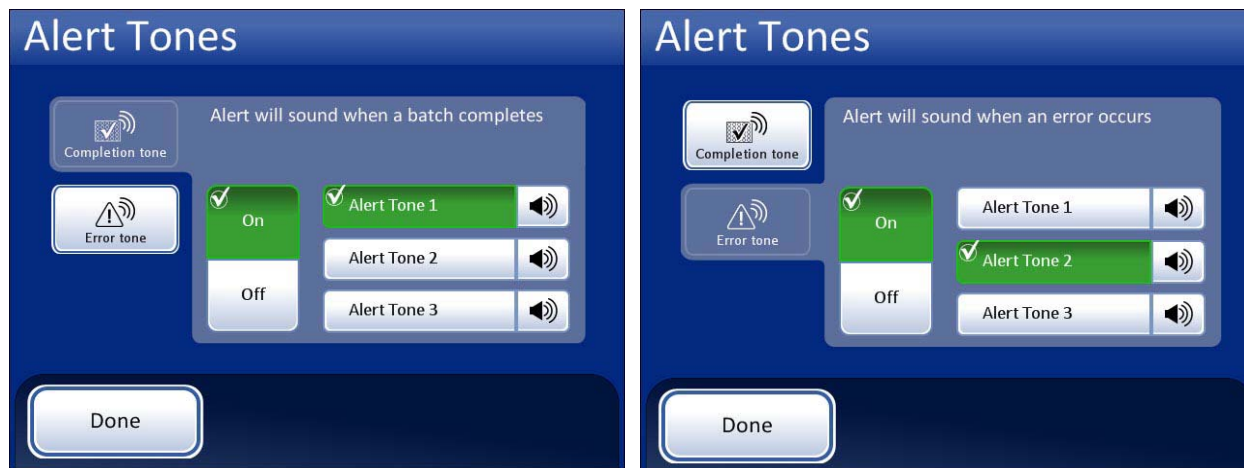 Alert Tones
Alert will sound when a batch completes
Completion tone
Error tone
On
Off
Alert Tone 1
Alert Tone 2
Alert Tone 3
Done
Alert Tones
Alert will sound when an error occurs
Completion tone
Error tone
On
Off
Alert Tone 1
Alert Tone 2
Alert Tone 3
Done